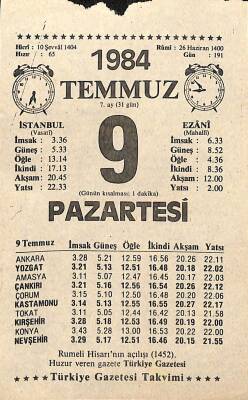 Hicrî : 10 Şevvâl 1404
Hızır : 65
1984
Rûmî : 26 Haziran 1400
Gün : 191
TEMMUZ
7. ay (31 gün)
İSTANBUL
(Vasati)
İmsak : 3.36
Güneş : 5.33
Öğle : 13.14
İkindi : 17.13
Akşam : 20.45
Yatsı : 22.33
9
EZÂNÎ
(Mahallî)
İmsak : 6.33
Güneş : 8.52
Öğle : 4.36
İkindi : 8.36
Akşam : 12.00
Yatsı : 2.00
(Günün kısalması: 1 dakika)
PAZARTESİ
9 Temmuz İmsak Güneş Öğle İkindi Akşam Yatsı
ANKARA 3.28 5.21 12.59 16.56 20.26 22.11
YOZGAT 3.21 5.13 12.51 16.48 20.18 22.02
AMASYA 3.11 5.07 12.47 16.45 20.17 22.03
ÇANKIRI 3.21 5.16 12.56 16.54 20.26 22.12
ÇORUM 3.15 5.10 12.50 16.48 20.20 22.06
KASTAMONU 3.14 5.13 12.55 16.55 20.27 22.17
TOKAT 3.11 5.05 12.44 16.42 20.13 21.58
KIRŞEHİR 3.28 5.18 12.53 16.49 20.19 22.00
KONYA 3.43 5.28 13.00 16.53 20.22 22.00
NEVŞEHİR 3.29 5.17 12.51 16.46 20.15 21.55
Rumeli Hisarı'nın açılışı (1452).
Huzur veren gazete Türkiye Gazetesi
★★★ Türkiye Gazetesi Takvimi ★★★